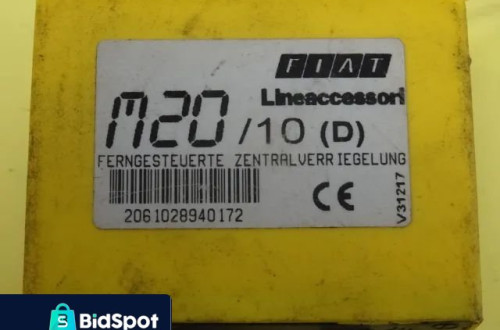 FIAT
Lineaccessori
M20/10 (D)
FERNGESTEUERTE ZENTRALVERRIEGELUNG
2061028940172
CE
V31217
BidSpot